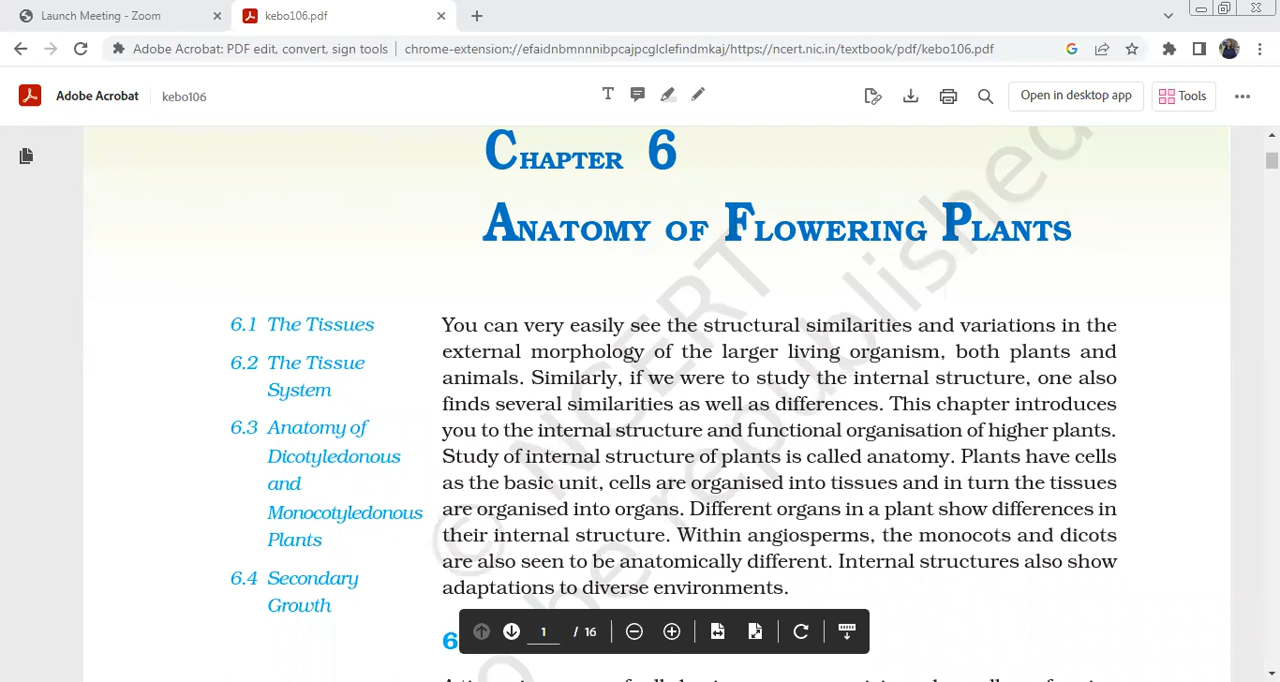 Launch Meeting - Zoom
kebo106.pdf
Adobe Acrobat: PDF edit, convert, sign tools | chrome-extension://efaidnbmnnnibpcajpcglclefindmkaj/https://ncert.nic.in/textbook/pdf/kebo106.pdf
Adobe Acrobat kebo106 Open in desktop app Tools
CHAPTER 6
ANATOMY OF FLOWERING PLANTS
6.1 The Tissues
6.2 The Tissue
System
6.3 Anatomy of
Dicotyledonous
and
Monocotyledonous
Plants
6.4 Secondary
Growth
You can very easily see the structural similarities and variations in the
external morphology of the larger living organism, both plants and
animals. Similarly, if we were to study the internal structure, one also
finds several similarities as well as differences. This chapter introduces
you to the internal structure and functional organisation of higher plants.
Study of internal structure of plants is called anatomy. Plants have cells
as the basic unit, cells are organised into tissues and in turn the tissues
are organised into organs. Different organs in a plant show differences in
their internal structure. Within angiosperms, the monocots and dicots
are also seen to be anatomically different. Internal structures also show
adaptations to diverse environments.
6
1 / 16
© NCERT
o be republished